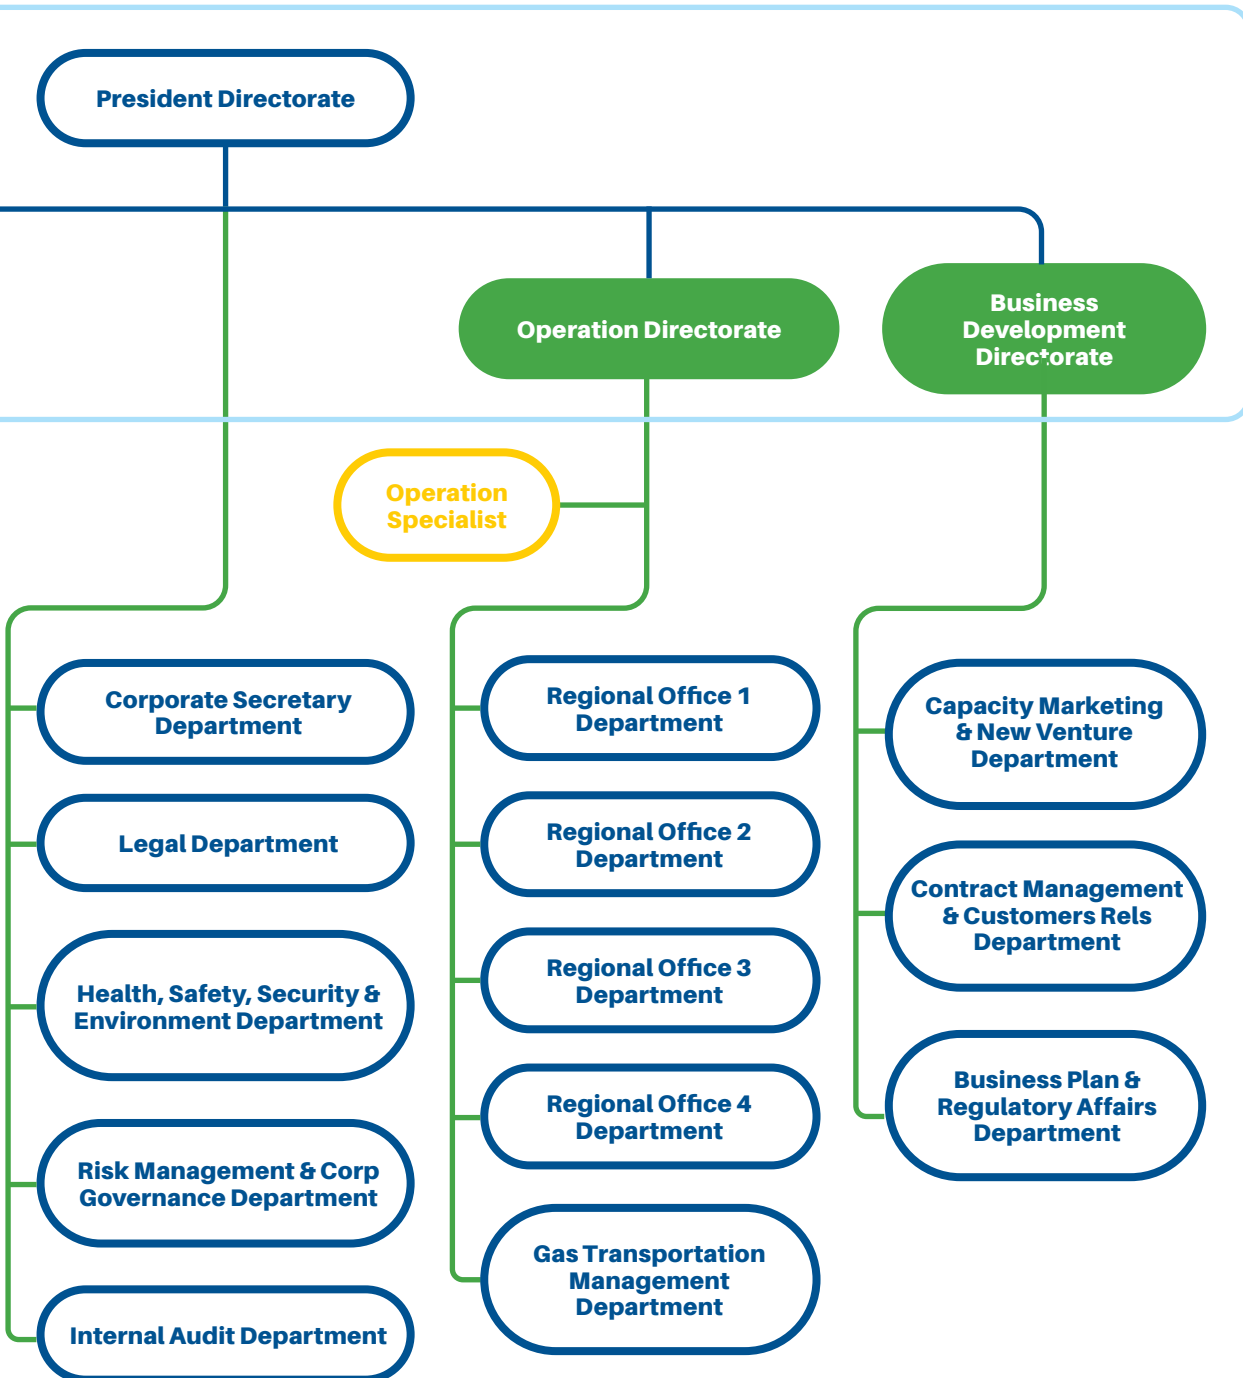 President Directorate
Operation Directorate
Business
Development
Directorate
Operation
Specialist
Corporate Secretary
Department
Legal Department
Health, Safety, Security &
Environment Department
Risk Management & Corp
Governance Department
Internal Audit Department
Regional Office 1
Department
Regional Office 2
Department
Regional Office 3
Department
Regional Office 4
Department
Gas Transportation
Management
Department
Capacity Marketing
& New Venture
Department
Contract Management
& Customers Rels
Department
Business Plan &
Regulatory Affairs
Department